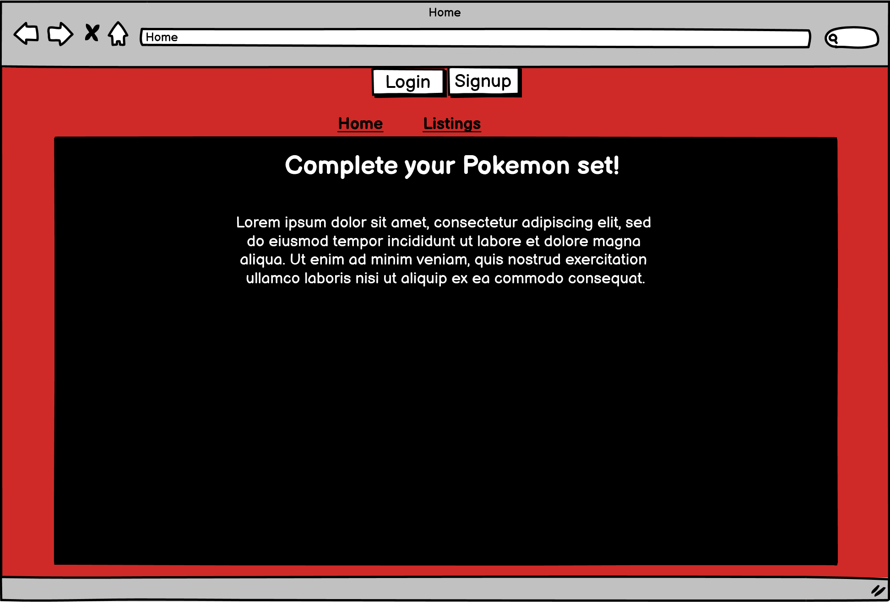 Home
Home
Login Signup
Home Listings
Complete your Pokemon set!
Lorem ipsum dolor sit amet, consectetur adipiscing elit, sed
do eiusmod tempor incididunt ut labore et dolore magna
aliqua. Ut enim ad minim veniam, quis nostrud exercitation
ullamco laboris nisi ut aliquip ex ea commodo consequat.